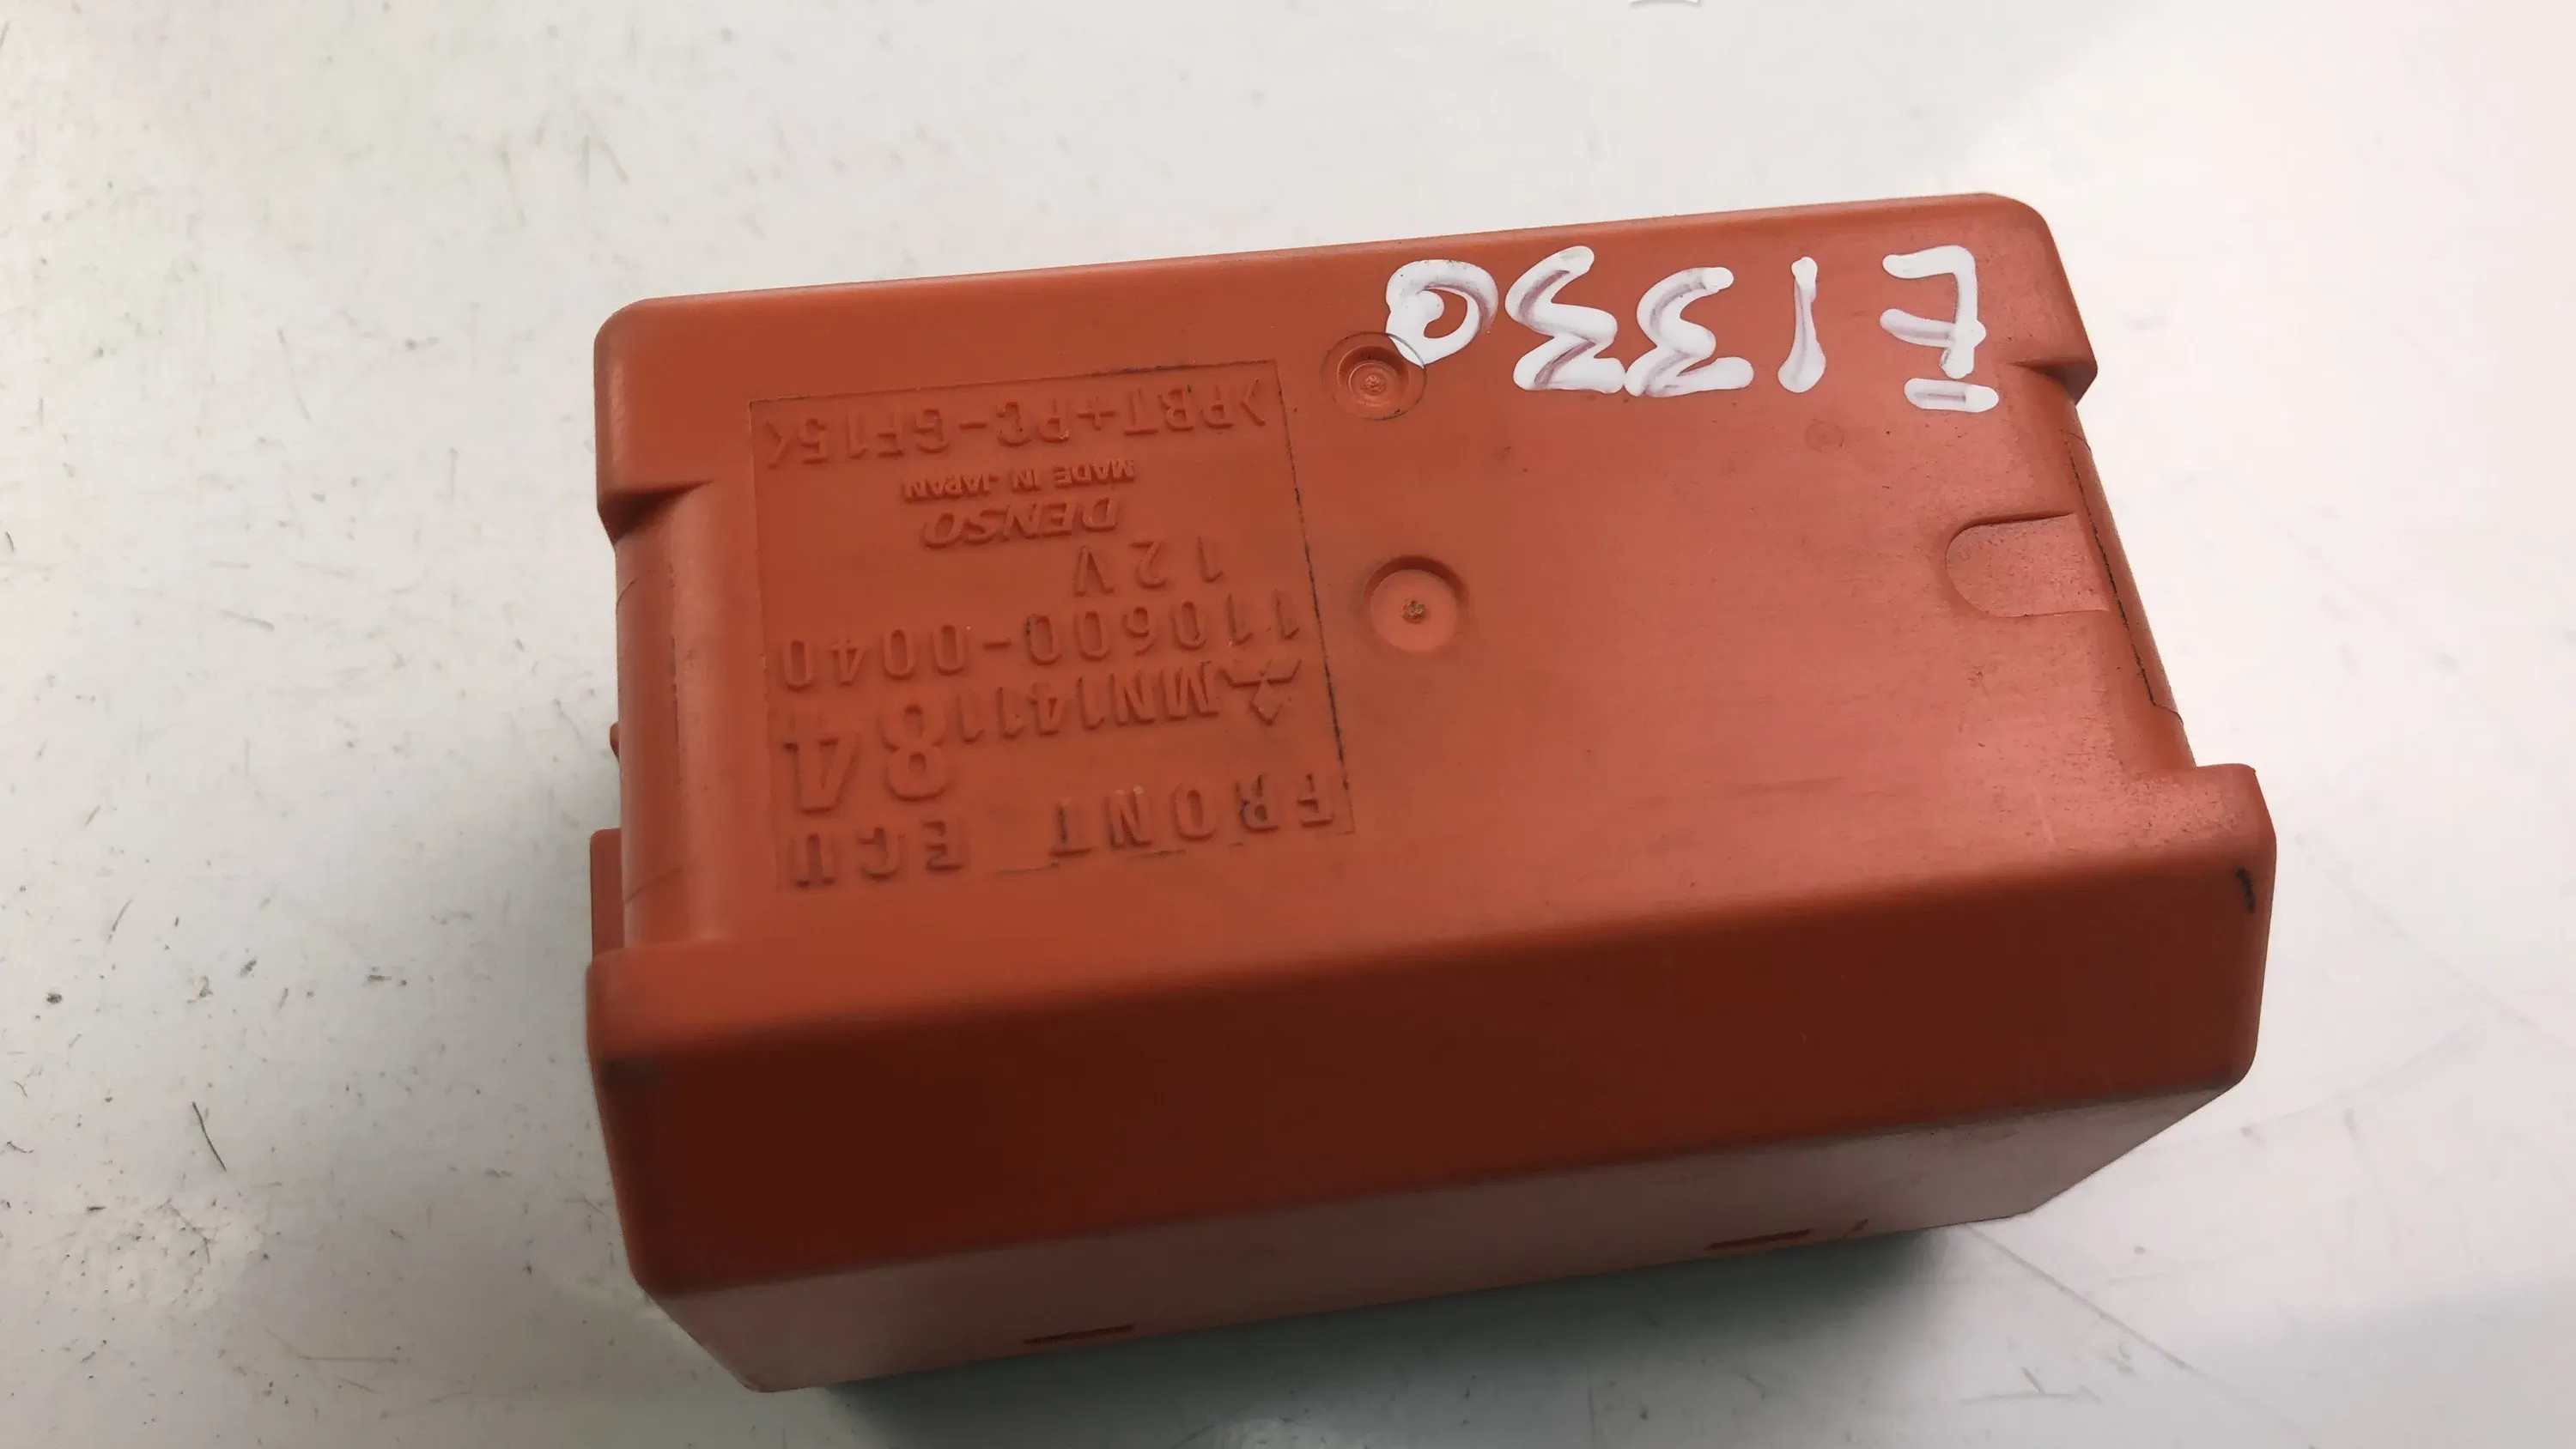 FRONT ECU
MN141184
110600-0040
12V
DENSO
MADE IN JAPAN
>PBT+PC-GF15<
E1330